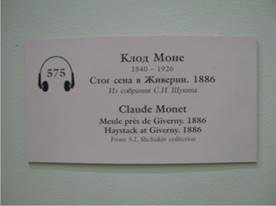 575
Клод Моне
1840 - 1926
Стог сена в Живерни. 1886
Из собрания С.И. Щукина
Claude Monet
Meule près de Giverny. 1886
Haystack at Giverny. 1886
From S.I. Shchukin collection